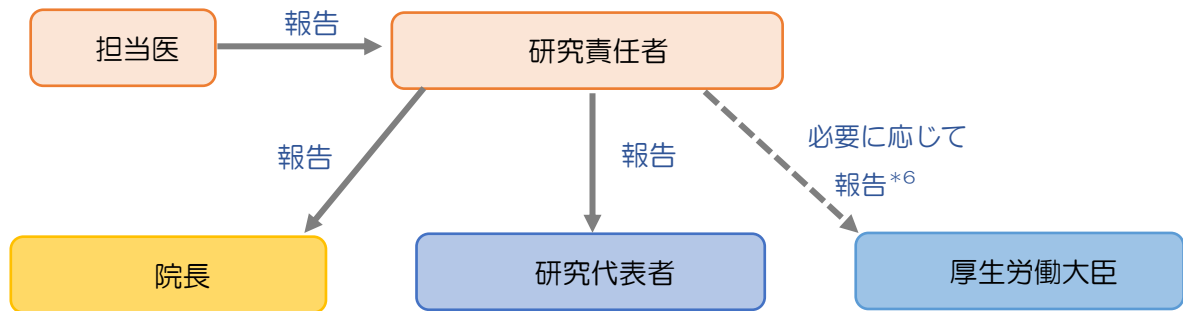 報告
担当医
研究責任者
報告
報告
必要に応じて
報告*6
院長
研究代表者
厚生労働大臣